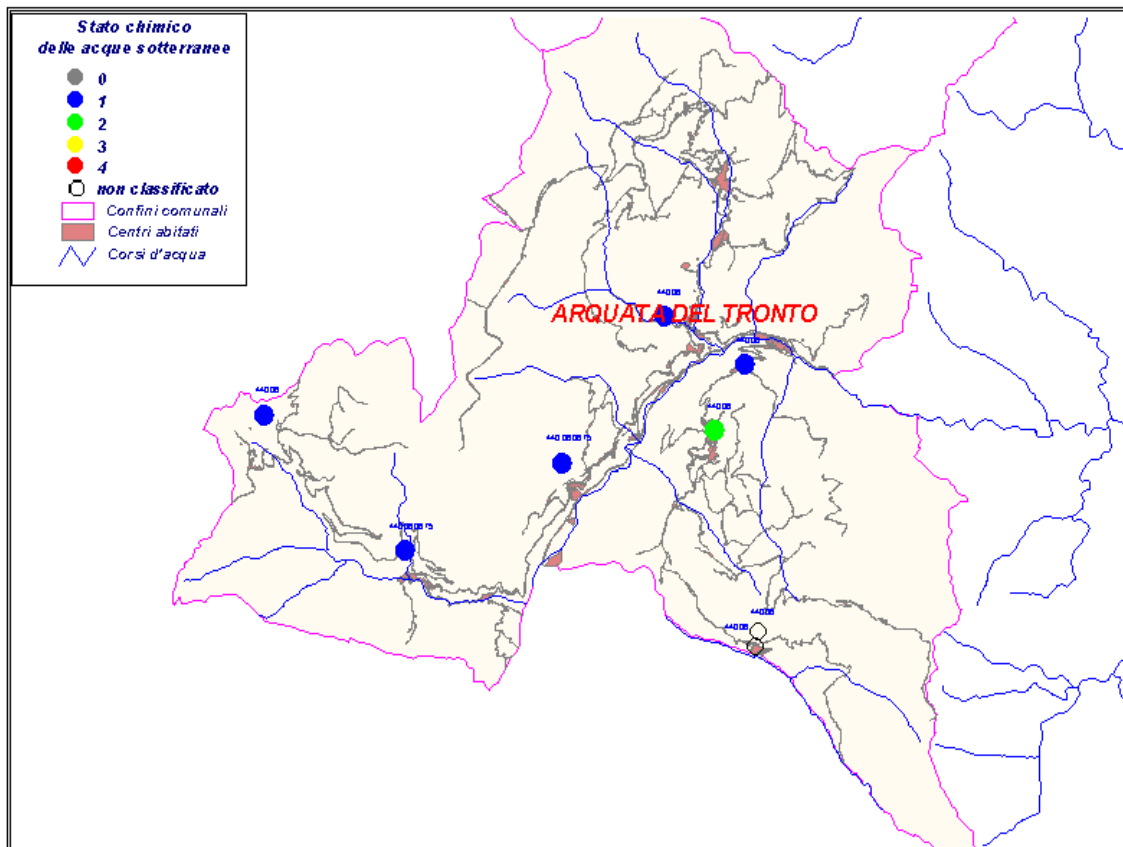 Stato chimico
delle acque sotterranee
0
1
2
3
4
non classificato
Confini comunali
Centri abitati
Corsi d'acqua
44008
ARQUATA DEL TRONTO
44008
44008
44008
44008
44008